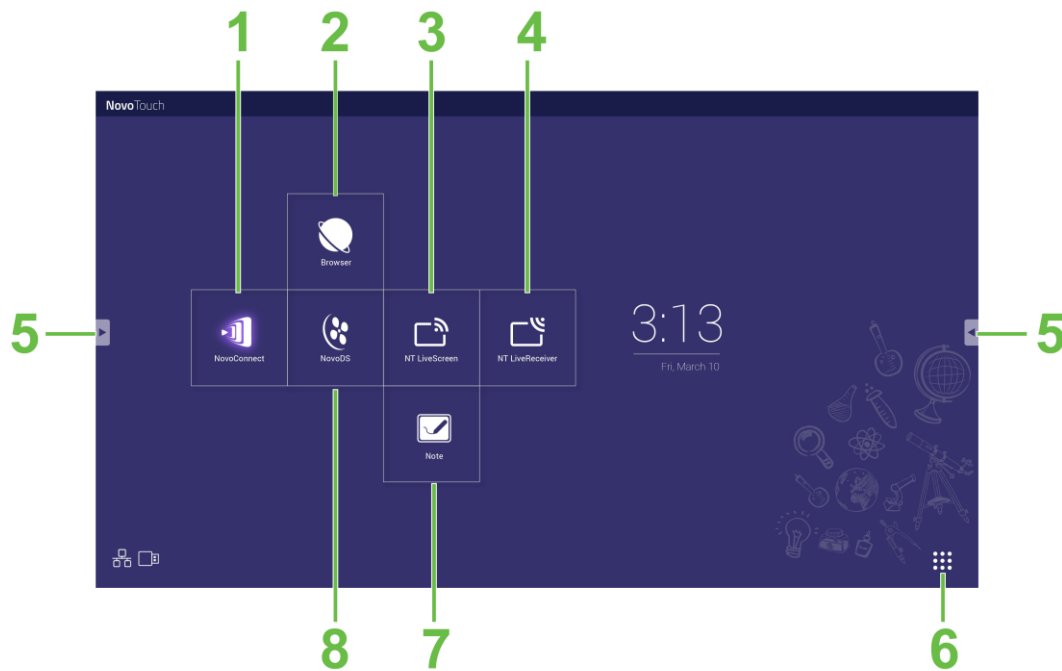 1 2 3 4
NovoTouch
Browser
5 5
3:13
NovoConnect NovoDS NT LiveScreen NT LiveReceiver
Fri, March 10
Note
6
8 7